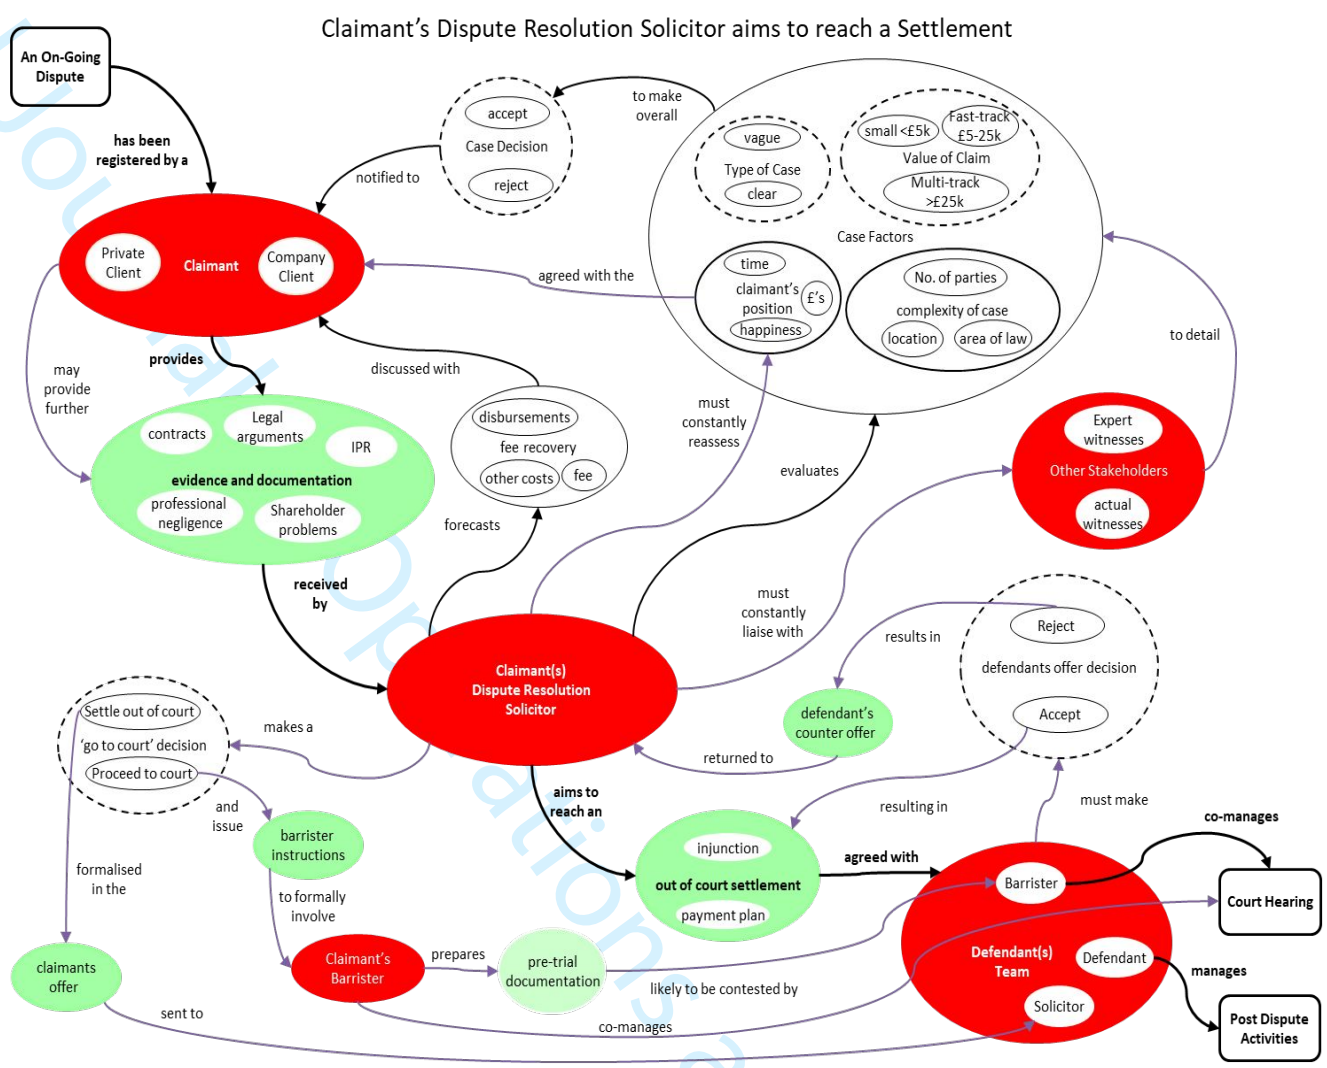 Claimant’s Dispute Resolution Solicitor aims to reach a Settlement
An On-Going
Dispute
has been
registered by a
accept
Case Decision
reject
notified to
to make
overall
vague
Type of Case
clear
small <£5k
Fast-track
£5-25k
Value of Claim
Multi-track
>£25k
Case Factors
time
claimant’s
position
£’s
happiness
No. of parties
complexity of case
location
area of law
Private
Client
Claimant
Company
Client
agreed with the
to detail
provides
may
provide
further
discussed with
contracts
Legal
arguments
IPR
evidence and documentation
professional
negligence
Shareholder
problems
disbursements
fee recovery
other costs
fee
must
constantly
reassess
evaluates
Expert
witnesses
Other Stakeholders
actual
witnesses
forecasts
received
by
must
constantly
liaise with
Claimant(s)
Dispute Resolution
Solicitor
results in
Reject
defendants offer decision
Accept
defendant’s
counter offer
returned to
Settle out of court
‘go to court’ decision
Proceed to court
makes a
and
issue
barrister
instructions
aims to
reach an
resulting in
must make
injunction
out of court settlement
payment plan
agreed with
co-manages
Barrister
Court Hearing
formalised
in the
to formally
involve
claimants
offer
Claimant’s
Barrister
prepares
pre-trial
documentation
likely to be contested by
Defendant(s)
Team
Defendant
Solicitor
manages
Post Dispute
Activities
sent to
co-manages